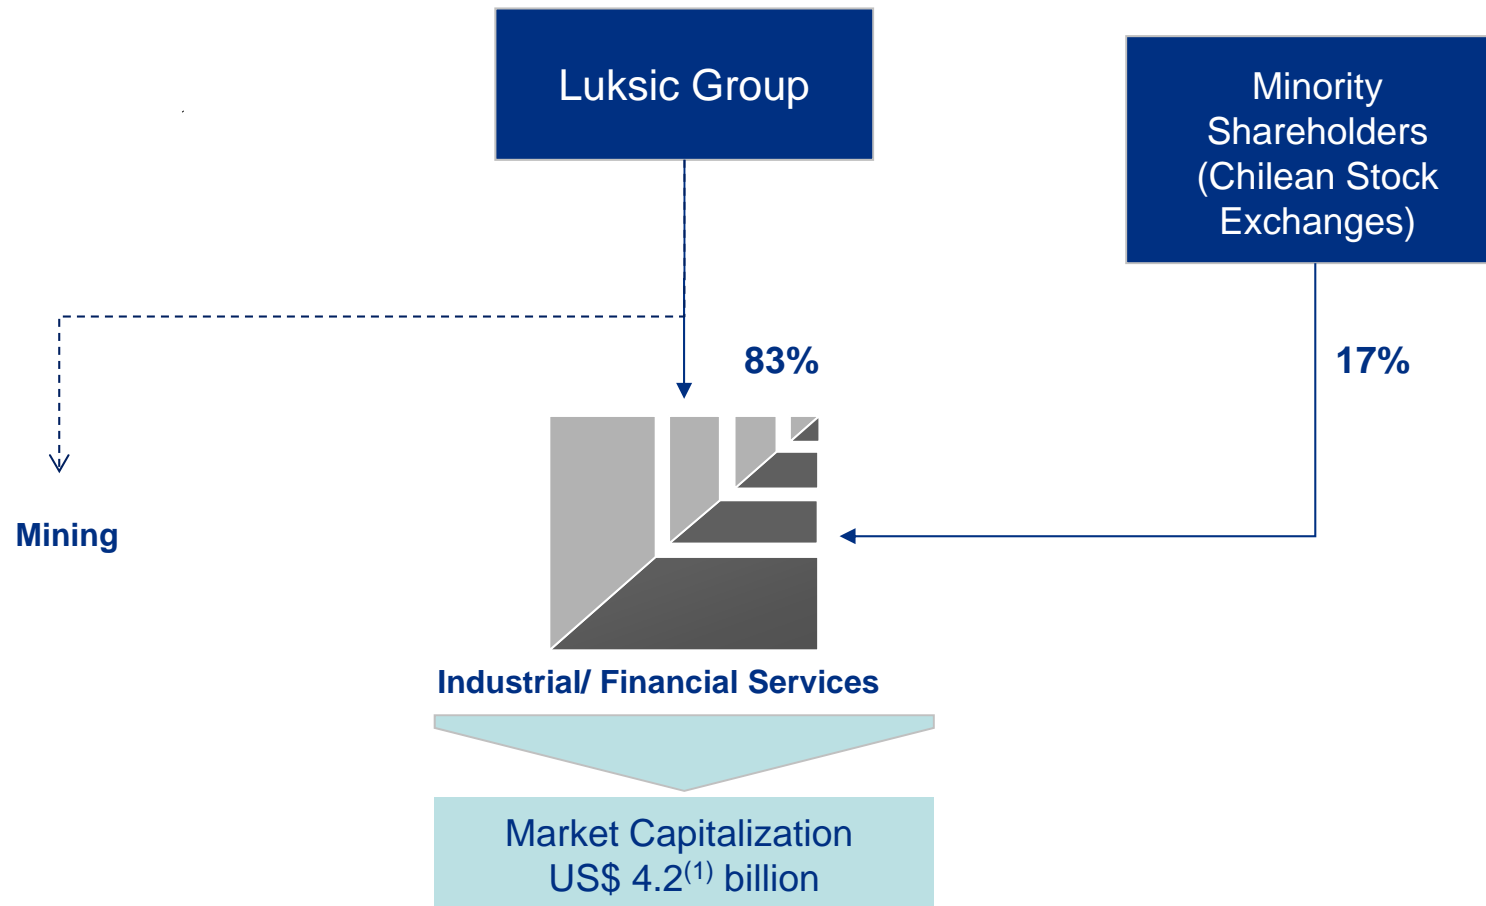 Luksic Group
Minority
Shareholders
(Chilean Stock
Exchanges)
83%
17%
Mining
Industrial/ Financial Services
Market Capitalization
US$ 4.2(1) billion